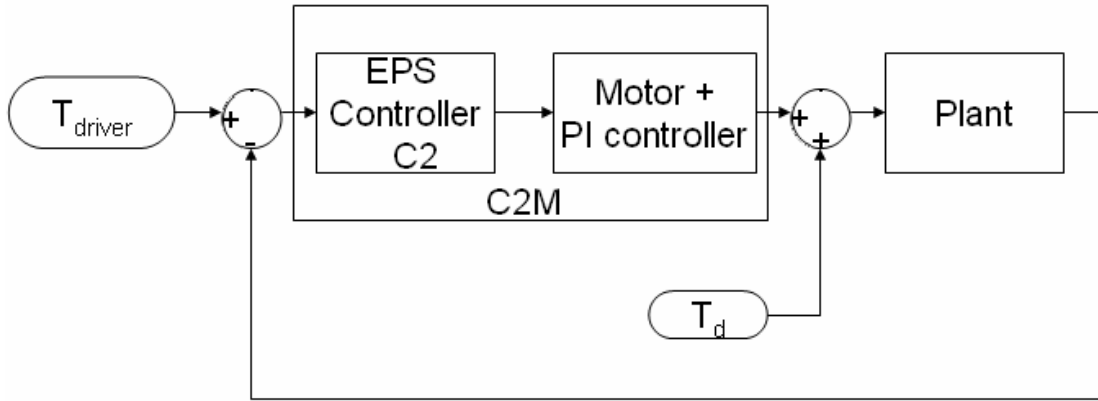 T_driver
+
-
EPS
Controller
C2
Motor +
PI controller
C2M
+
+
Plant
T_d